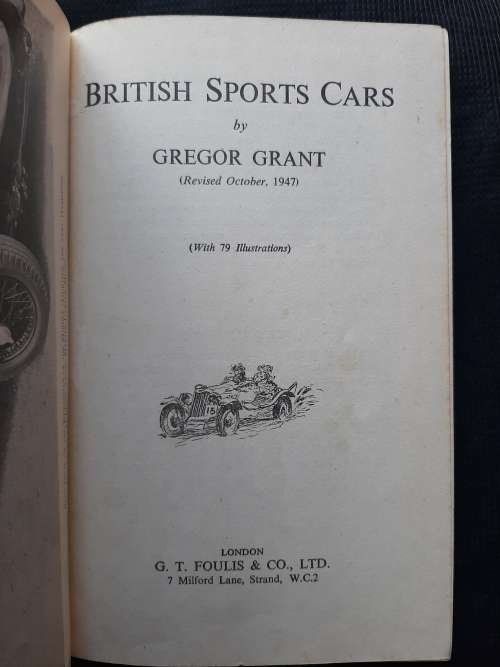 BRITISH SPORTS CARS
by
GREGOR GRANT
(Revised October, 1947)
(With 79 Illustrations)
LONDON
G. T. FOULIS & CO., LTD.
7 Milford Lane, Strand, W.C.2